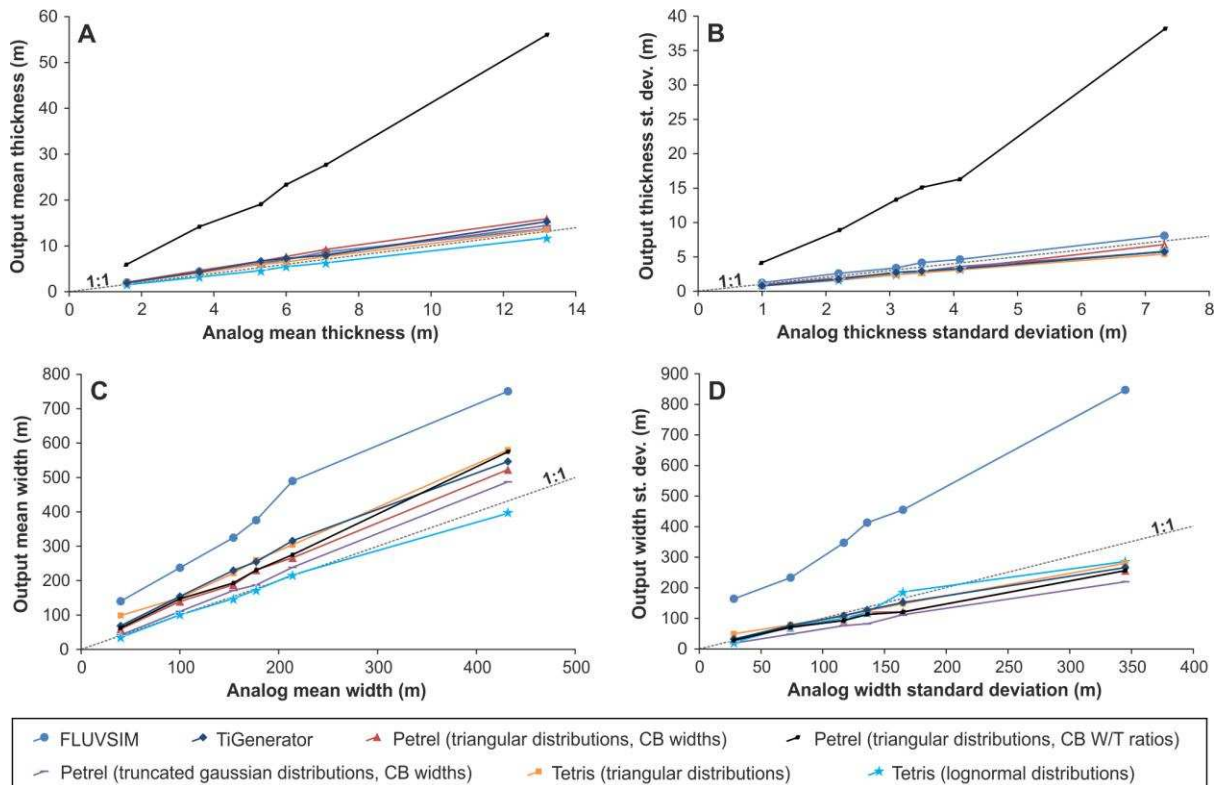 A
Output mean thickness (m)
60
50
40
30
20
10
0
1:1
0 2 4 6 8 10 12 14
Analog mean thickness (m)
B
Output thickness st. dev. (m)
40
35
30
25
20
15
10
5
0
1:1
0 1 2 3 4 5 6 7 8
Analog thickness standard deviation (m)
C
Output mean width (m)
800
700
600
500
400
300
200
100
0
1:1
0 100 200 300 400 500
Analog mean width (m)
D
Output width st. dev. (m)
900
800
700
600
500
400
300
200
100
0
1:1
0 50 100 150 200 250 300 350 400
Analog width standard deviation (m)
FLUVSIM TiGenerator Petrel (triangular distributions, CB widths) Petrel (triangular distributions, CB W/T ratios)
Petrel (truncated gaussian distributions, CB widths) Tetris (triangular distributions) Tetris (lognormal distributions)